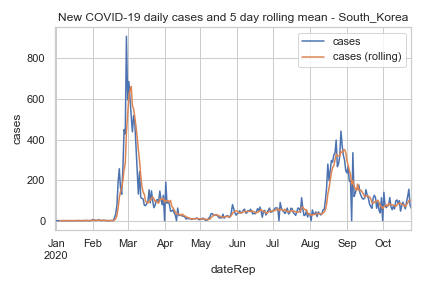 New COVID-19 daily cases and 5 day rolling mean - South_Korea
cases
cases (rolling)
800
600
400
200
0
cases
Jan Feb Mar Apr May Jun Jul Aug Sep Oct
2020
dateRep